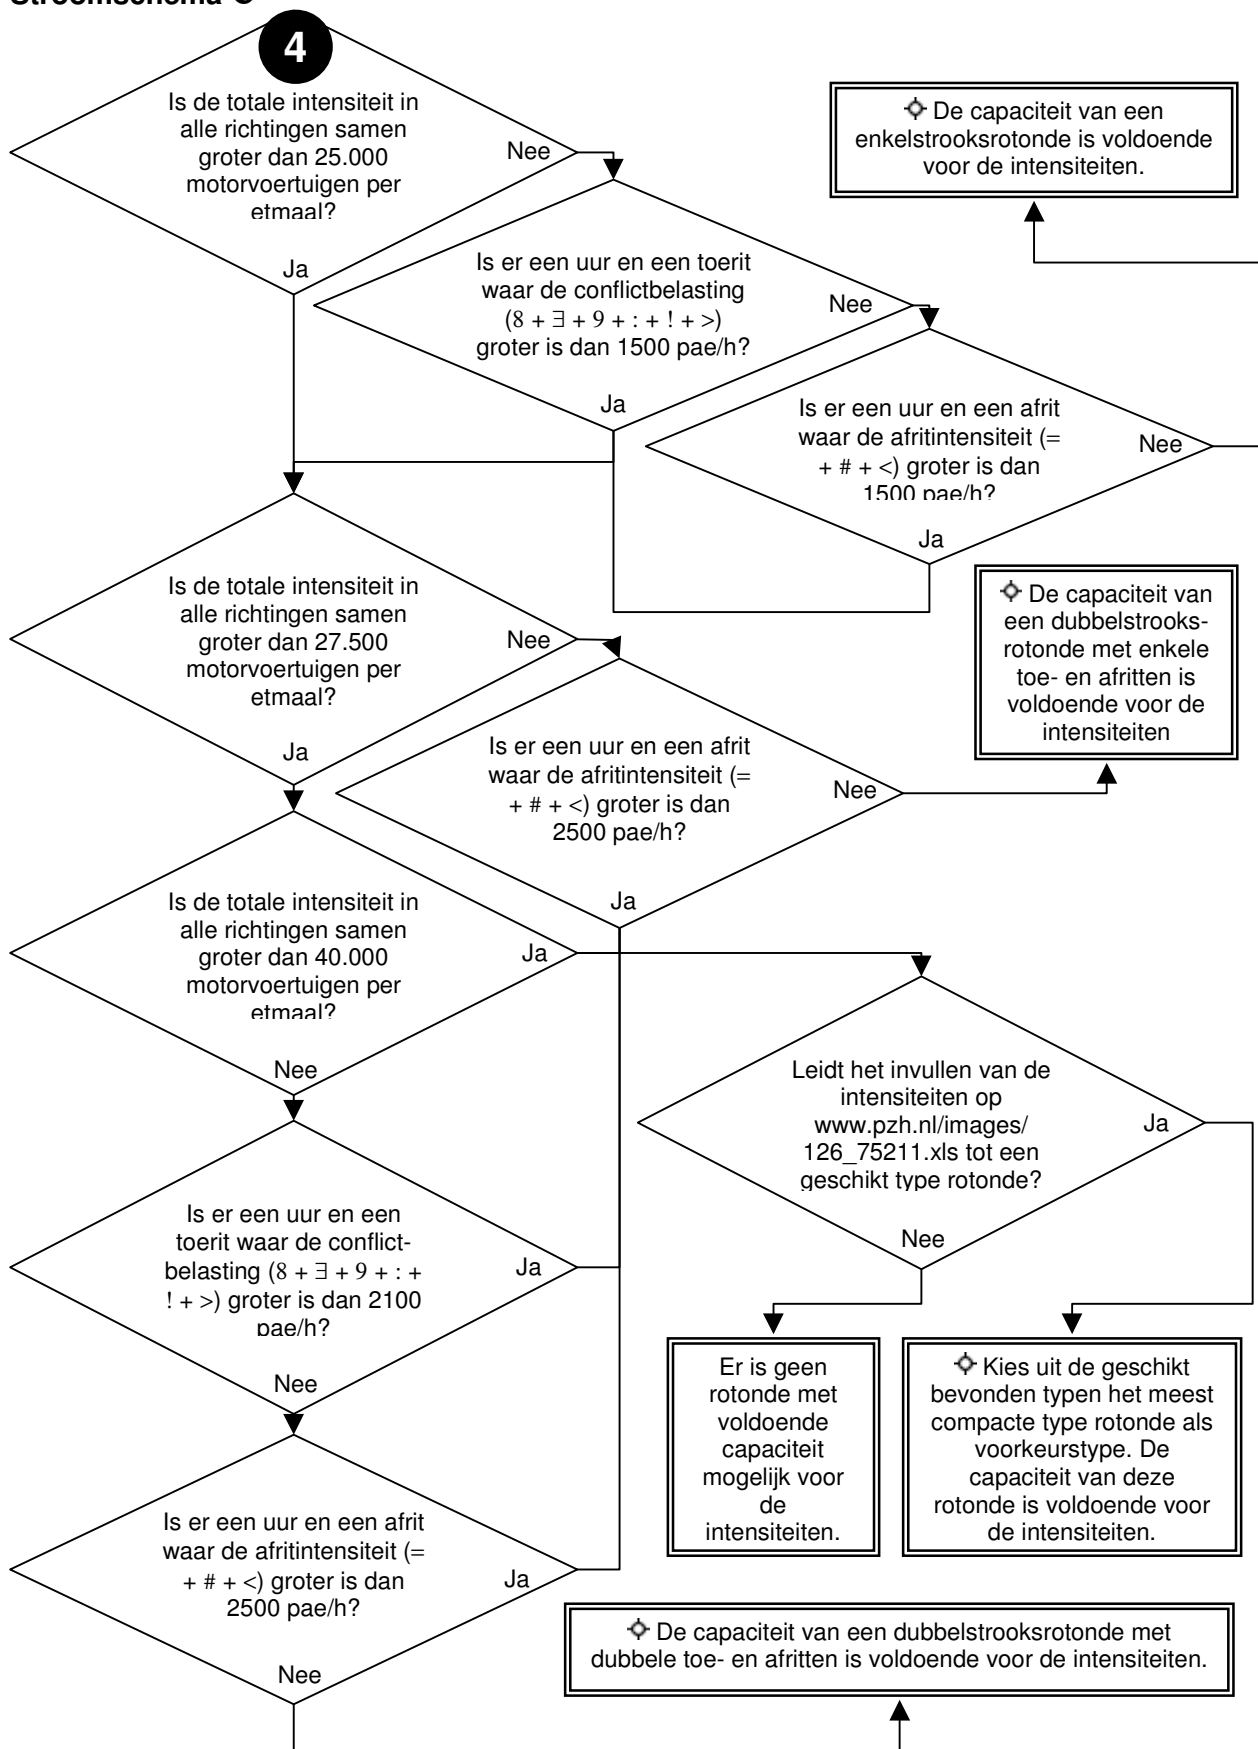 4
Is de totale intensiteit in
alle richtingen samen
groter dan 25.000
motorvoertuigen per
etmaal?
Nee
Ja
De capaciteit van een
enkelstrooksrotonde is voldoende
voor de intensiteiten.
Is er een uur en een toerit
waar de conflictbelasting
(8 + ∃ + 9 + : + ! + >)
groter is dan 1500 pae/h?
Nee
Ja
Is er een uur en een afrit
waar de afritintensiteit (=
+ # + <) groter is dan
1500 pae/h?
Nee
Ja
Is de totale intensiteit in
alle richtingen samen
groter dan 27.500
motorvoertuigen per
etmaal?
Nee
Ja
De capaciteit van
een dubbelstrooks-
rotonde met enkele
toe- en afritten is
voldoende voor de
intensiteiten
Is er een uur en een afrit
waar de afritintensiteit (=
+ # + <) groter is dan
2500 pae/h?
Nee
Ja
Is de totale intensiteit in
alle richtingen samen
groter dan 40.000
motorvoertuigen per
etmaal?
Ja
Nee
Leidt het invullen van de
intensiteiten op
www.pzh.nl/images/
126_75211.xls tot een
geschikt type rotonde?
Ja
Nee
Is er een uur en een
toerit waar de conflict-
belasting (8 + ∃ + 9 + : +
! + >) groter is dan 2100
pae/h?
Ja
Nee
Er is geen
rotonde met
voldoende
capaciteit
mogelijk voor
de
intensiteiten.
Kies uit de geschikt
bevonden typen het meest
compacte type rotonde als
voorkeurstype. De
capaciteit van deze
rotonde is voldoende voor
de intensiteiten.
Is er een uur en een afrit
waar de afritintensiteit (=
+ # + <) groter is dan
2500 pae/h?
Ja
Nee
De capaciteit van een dubbelstrooksrotonde met
dubbele toe- en afritten is voldoende voor de intensiteiten.